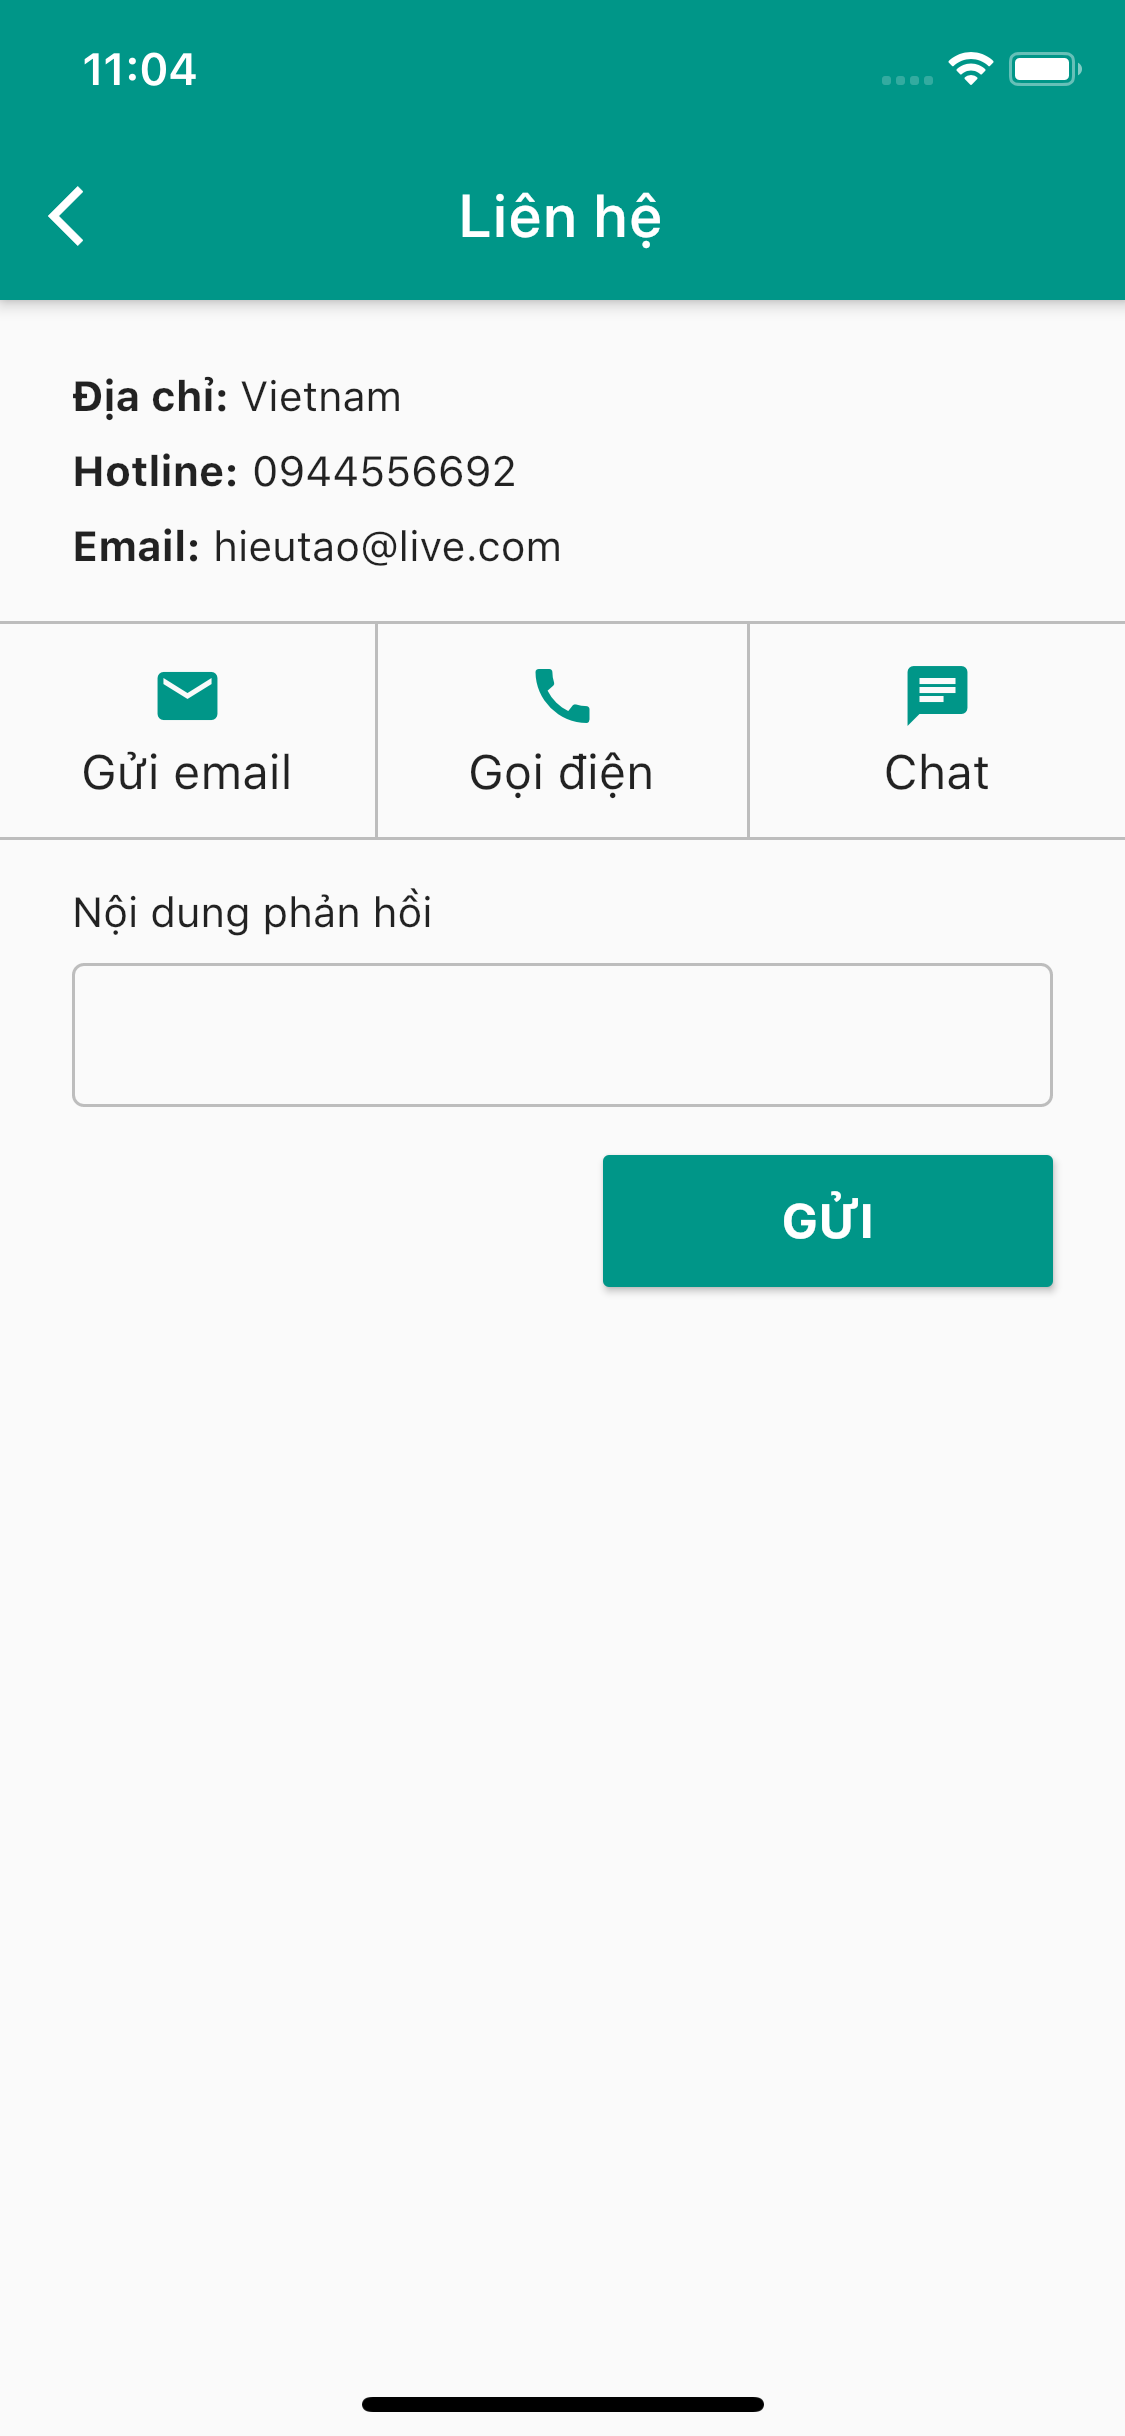 11:04
Liên hệ
Địa chỉ: Vietnam
Hotline: 0944556692
Email: hieutao@live.com
Gửi email
Gọi điện
Chat
Nội dung phản hồi
GỬI